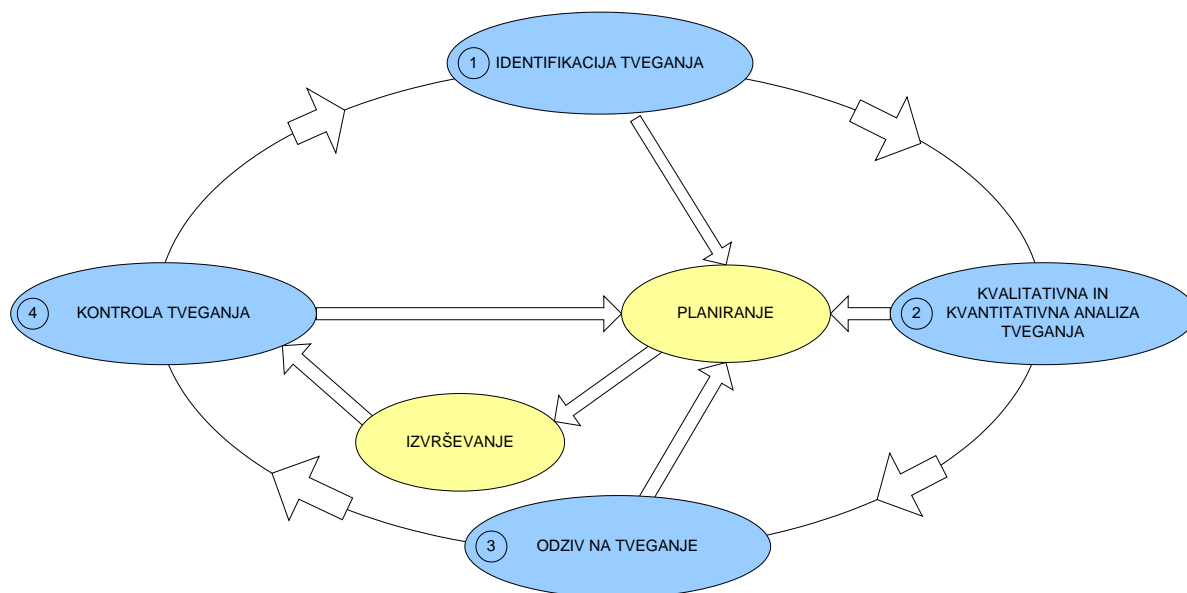 1 IDENTIFIKACIJA TVEGANJA
4 KONTROLA TVEGANJA
PLANIRANJE
2 KVALITATIVNA IN
KVANTITATIVNA ANALIZA
TVEGANJA
IZVRŠEVANJE
3 ODZIV NA TVEGANJE